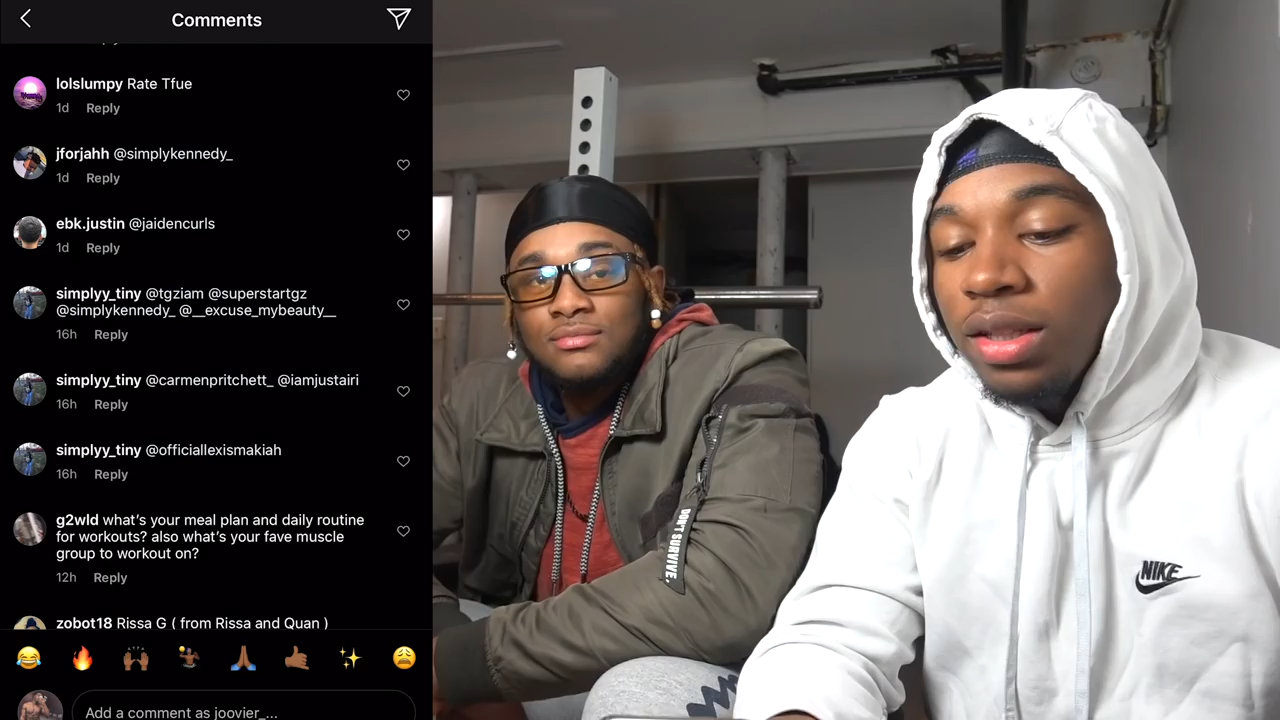 Comments
lolslumpy Rate Tfue
1d Reply
jforjahh @simplykennedy_
1d Reply
ebk.justin @jaidencurls
1d Reply
simplyy_tiny @tgziam @superstartgz
@simplykennedy_ @__excuse_mybeauty__
16h Reply
simplyy_tiny @carmenpritchett_ @iamjustairi
16h Reply
simplyy_tiny @officiallexismakiah
16h Reply
g2wld what's your meal plan and daily routine
for workouts? also what's your fave muscle
group to workout on?
12h Reply
zobot18 Rissa G ( from Rissa and Quan )
Add a comment as joovier_...
DON'T SURVIVE,
NIKE